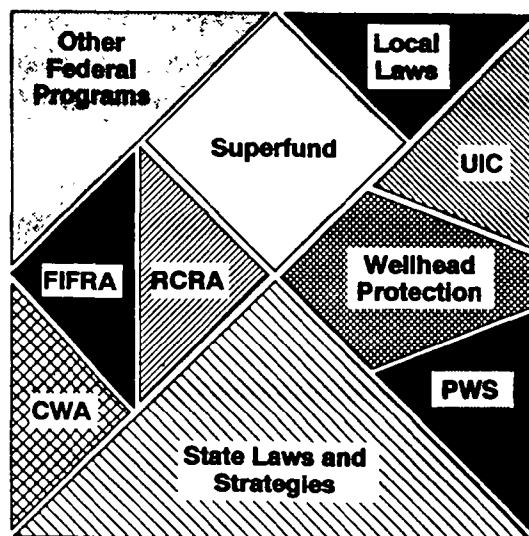 Other
Federal
Programs
Local
Laws
Superfund
UIC
FIFRA
RCRA
Wellhead
Protection
CWA
PWS
State Laws and
Strategies